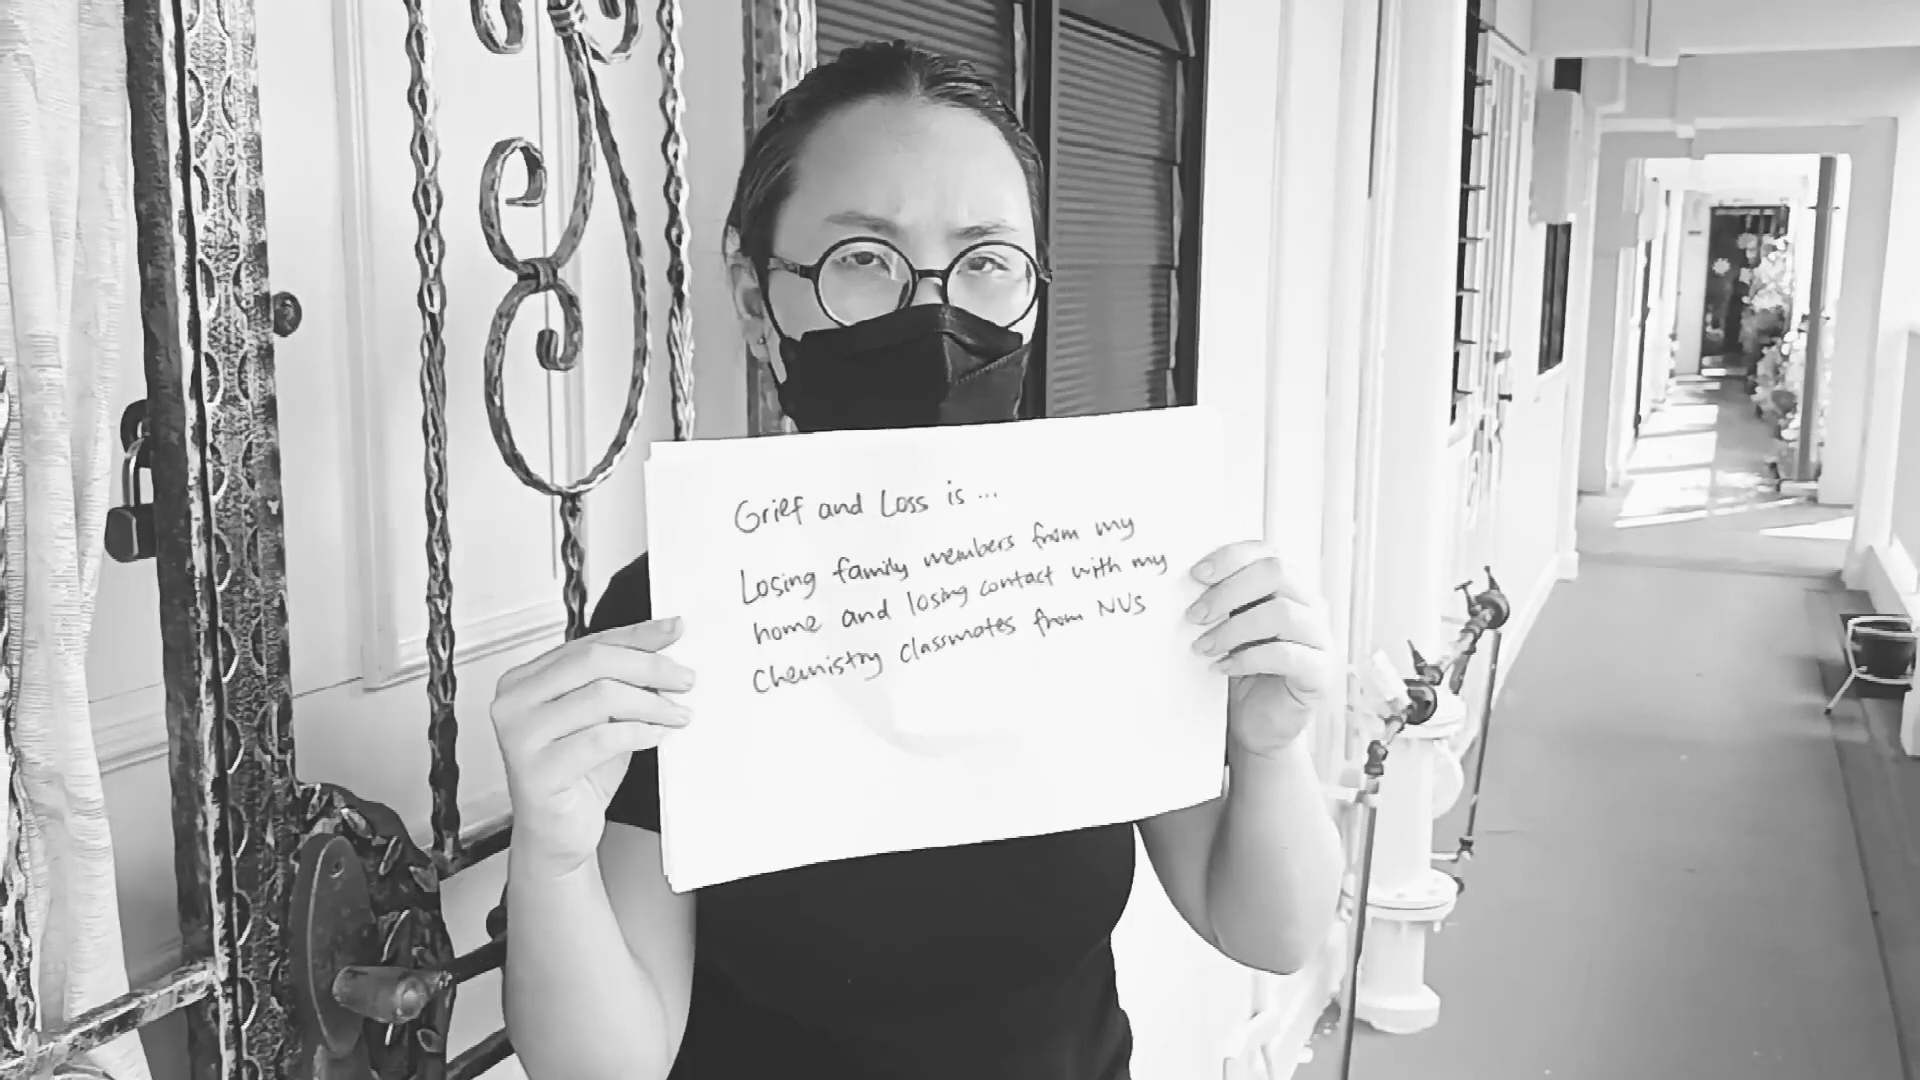 Grief and Loss is...
Losing family members from my
home and losing contact with my
chemistry classmates from NUS